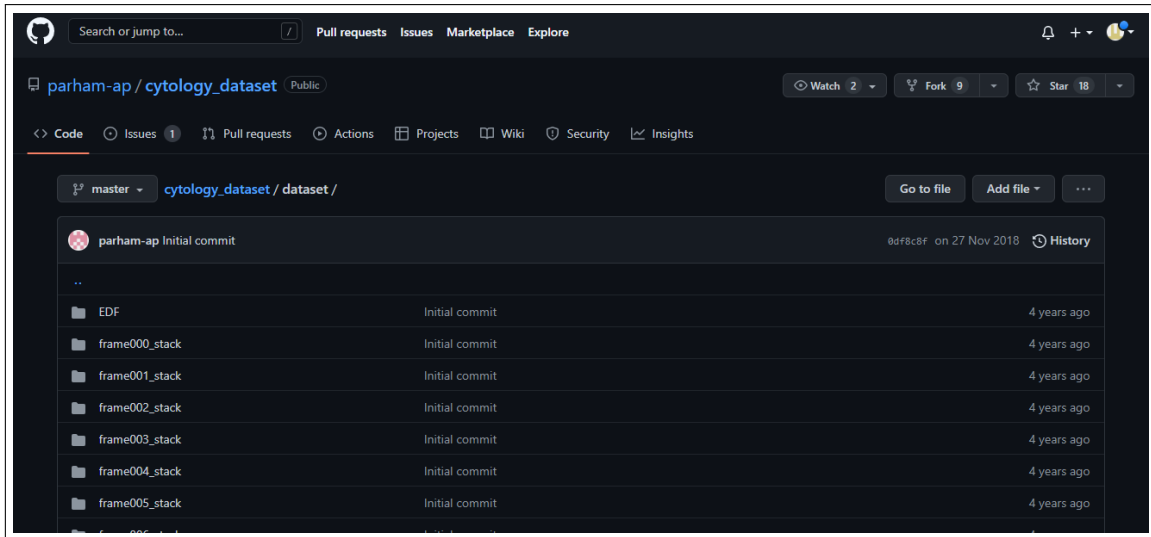 Search or jump to... / Pull requests Issues Marketplace Explore
parham-ap / cytology_dataset Public Watch 2 Fork 9 Star 18
Code Issues 1 Pull requests Actions Projects Wiki Security Insights
master cytology_dataset / dataset / Go to file Add file ...
parham-ap Initial commit 0df8c8f on 27 Nov 2018 History
..
EDF Initial commit 4 years ago
frame000_stack Initial commit 4 years ago
frame001_stack Initial commit 4 years ago
frame002_stack Initial commit 4 years ago
frame003_stack Initial commit 4 years ago
frame004_stack Initial commit 4 years ago
frame005_stack Initial commit 4 years ago